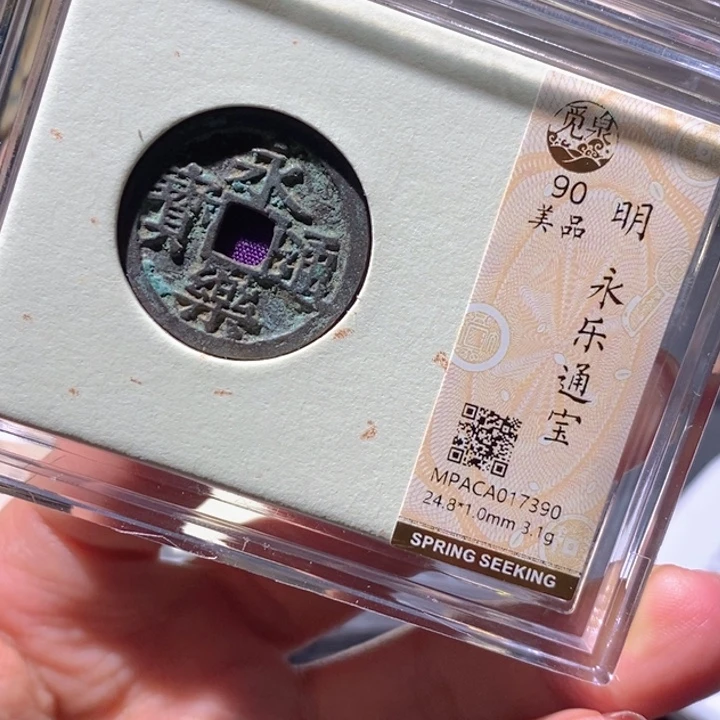 永樂通寶
觅泉
90
美品
明
永乐通宝
MPACA017390
24.8*1.0mm 3.1g
SPRING SEEKING